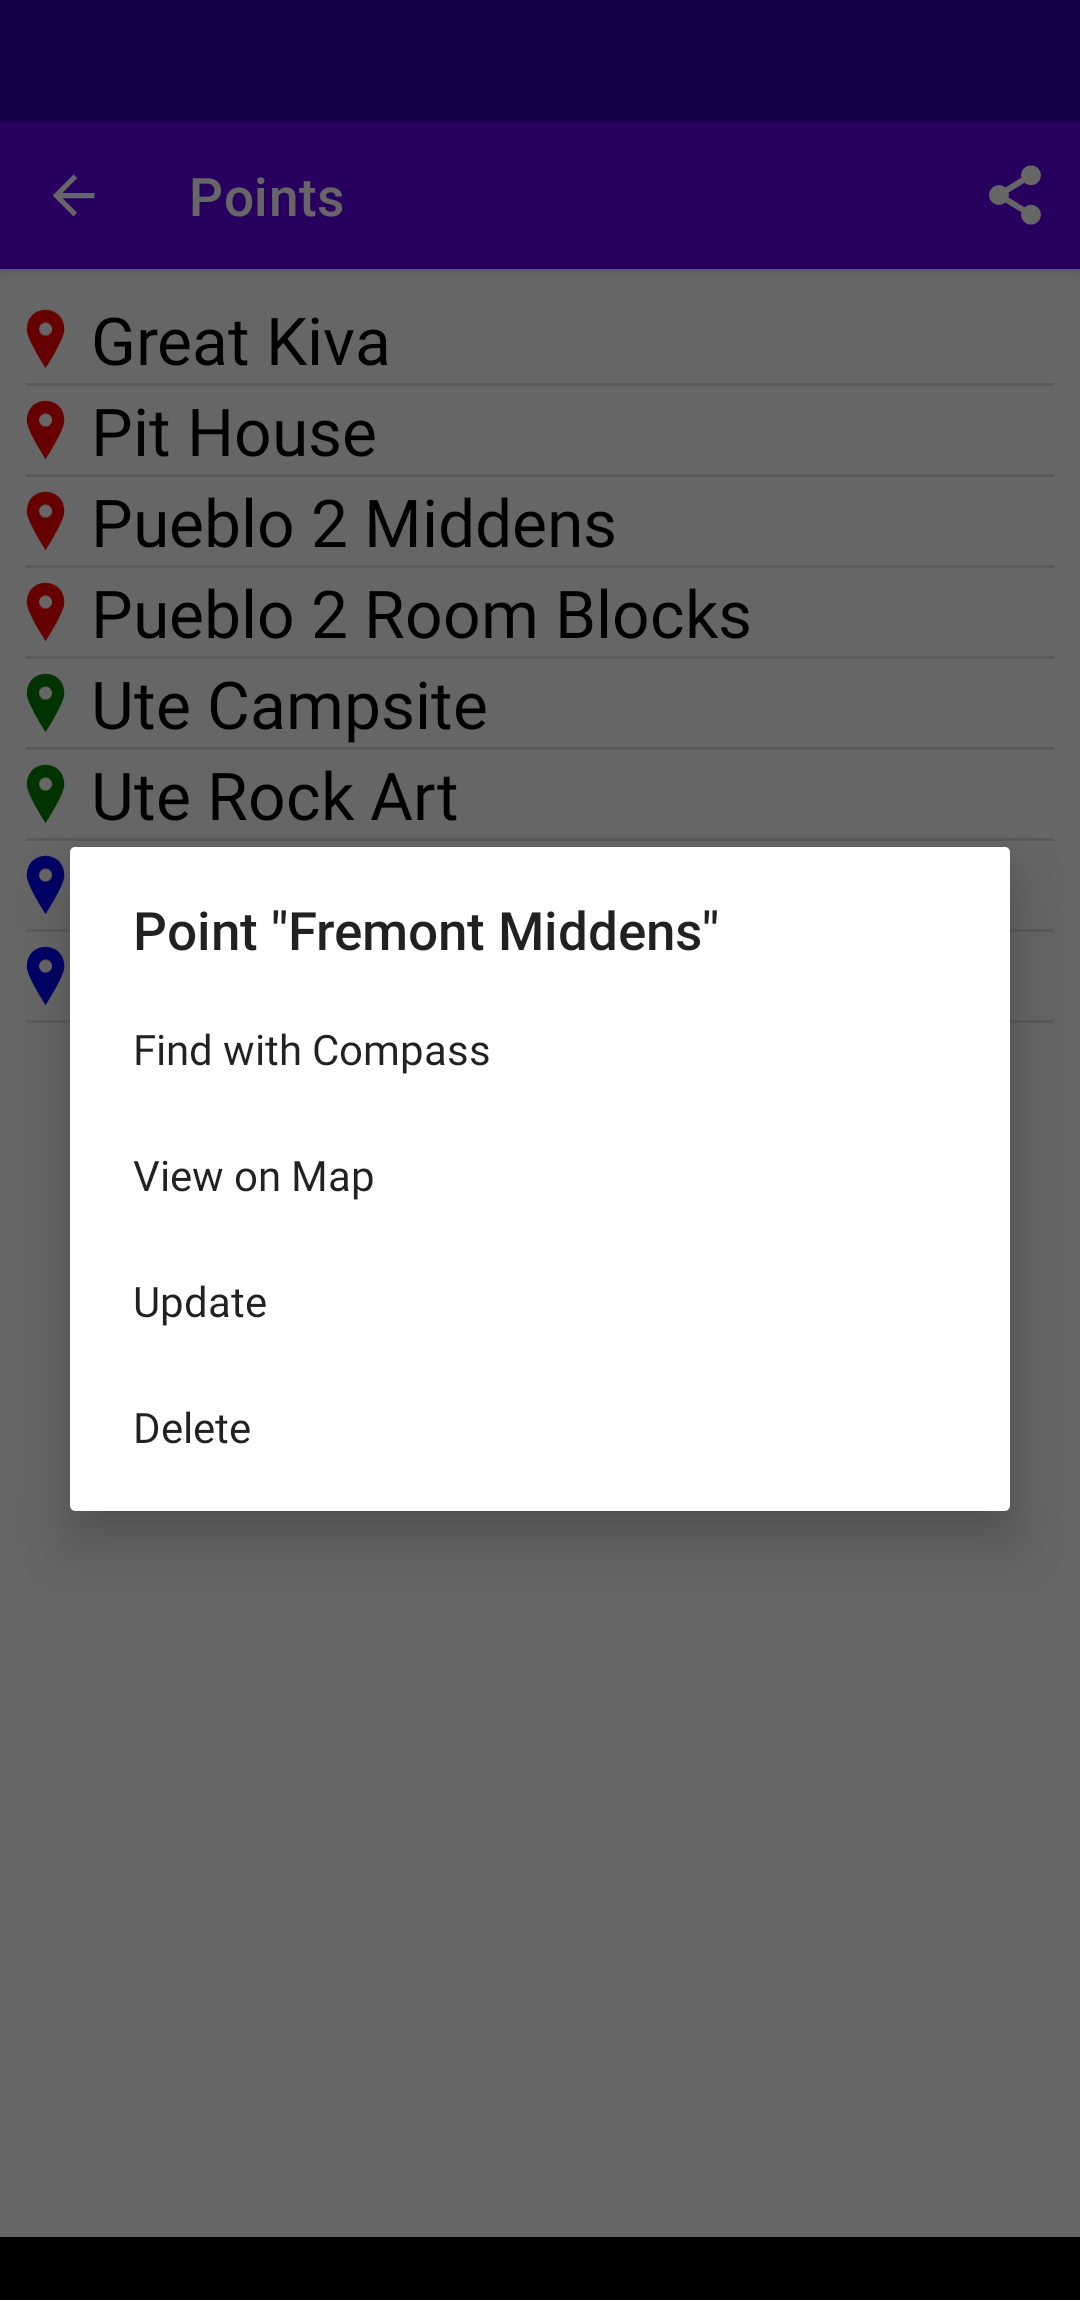 Points
Great Kiva
Pit House
Pueblo 2 Middens
Pueblo 2 Room Blocks
Ute Campsite
Ute Rock Art
Point "Fremont Middens"
Find with Compass
View on Map
Update
Delete